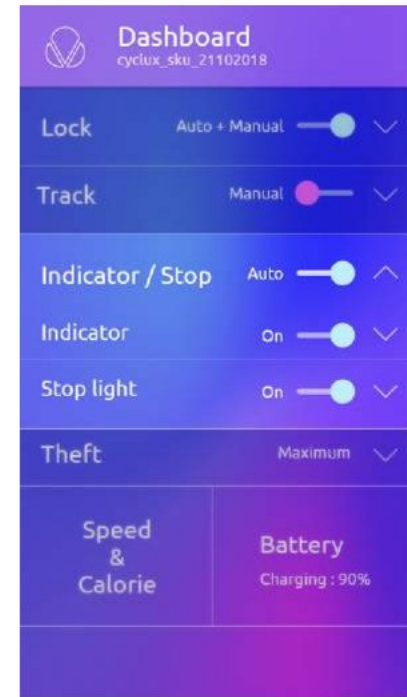 Dashboard
cyclux_sku_21102018
Lock Auto + Manual
Track Manual
Indicator / Stop Auto
Indicator On
Stop light On
Theft Maximum
Speed
&
Calorie
Battery
Charging : 90%